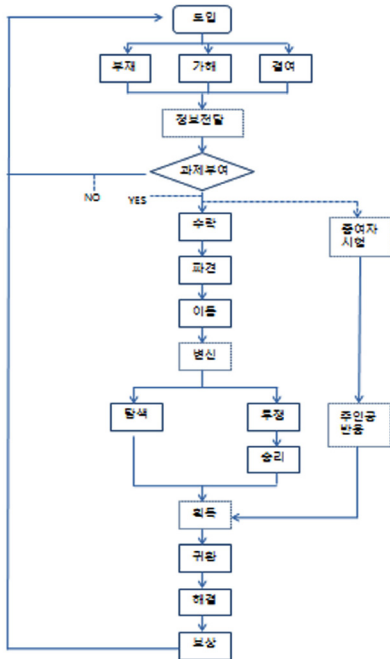 도입
부재
가해
결여
정보전달
과제부여
NO
YES
수락
증여자
시험
파견
이동
변신
탐색
투쟁
주인공
반응
승리
획득
귀환
해결
보상